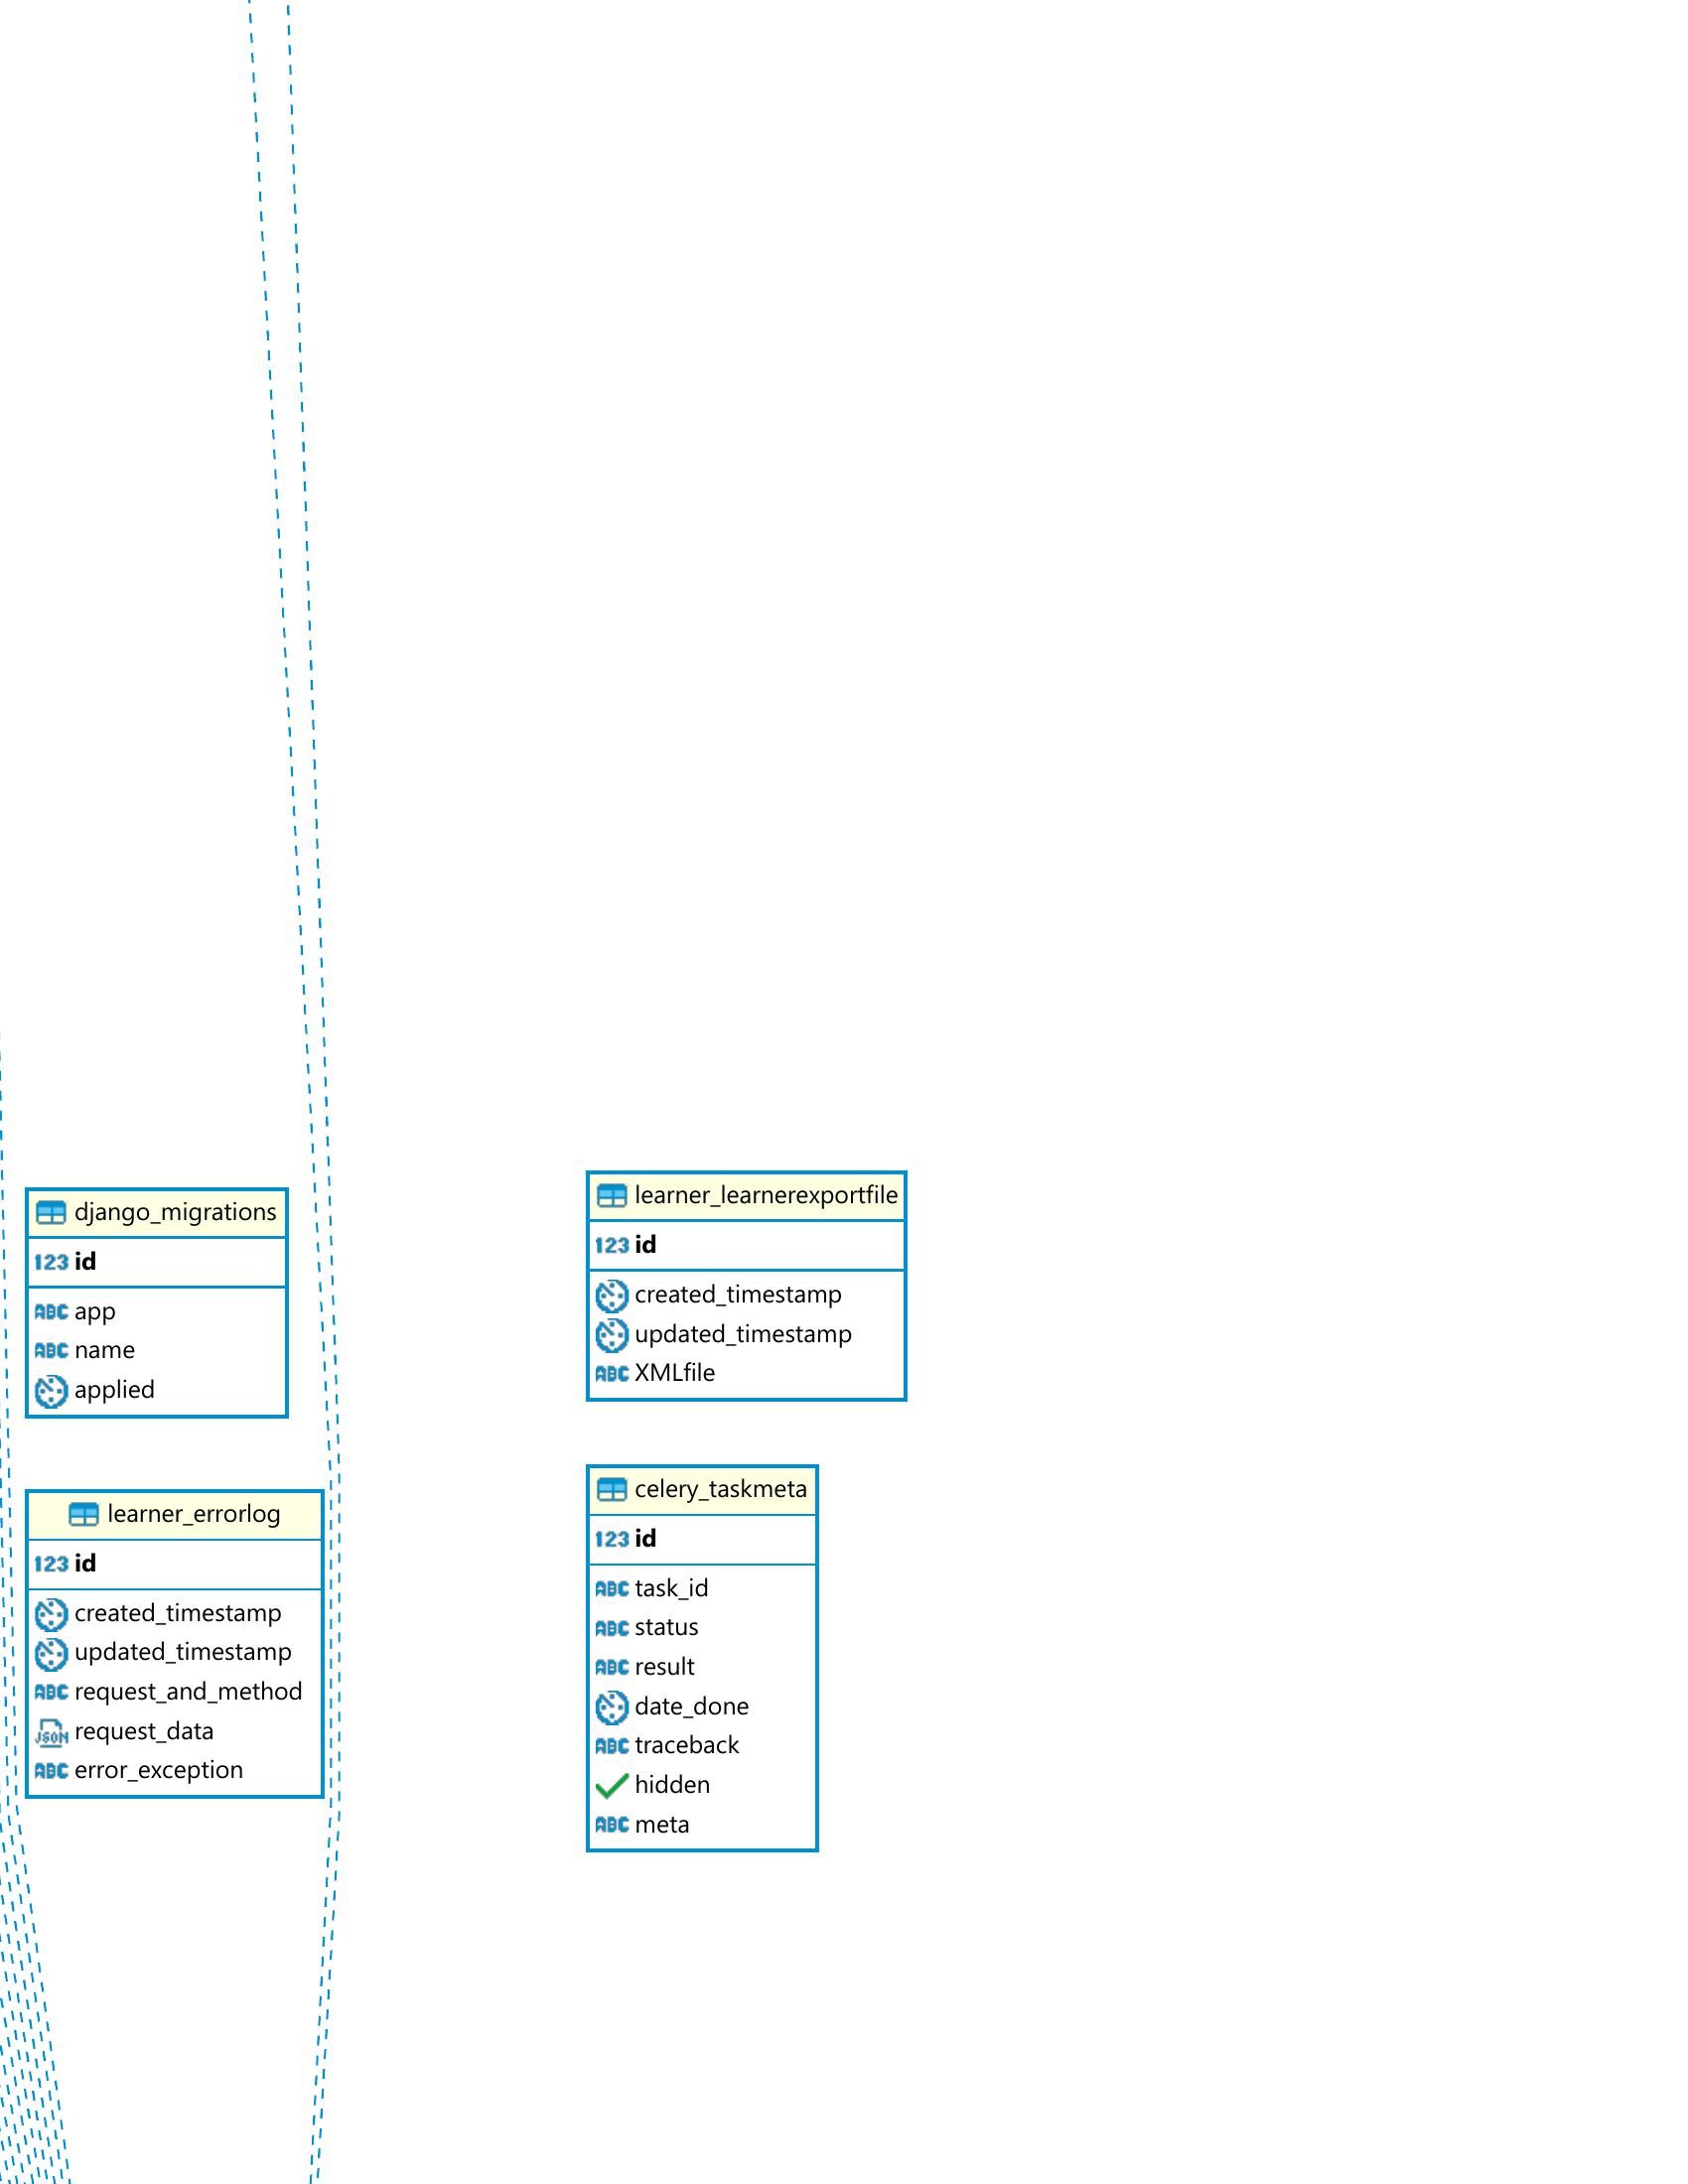 django_migrations
123 id
ABC app
ABC name
applied
learner_errorlog
123 id
created_timestamp
updated_timestamp
ABC request_and_method
JSON request_data
ABC error_exception
learner_learnerexportfile
123 id
created_timestamp
updated_timestamp
ABC XMLfile
celery_taskmeta
123 id
ABC task_id
ABC status
ABC result
date_done
ABC traceback
hidden
ABC meta